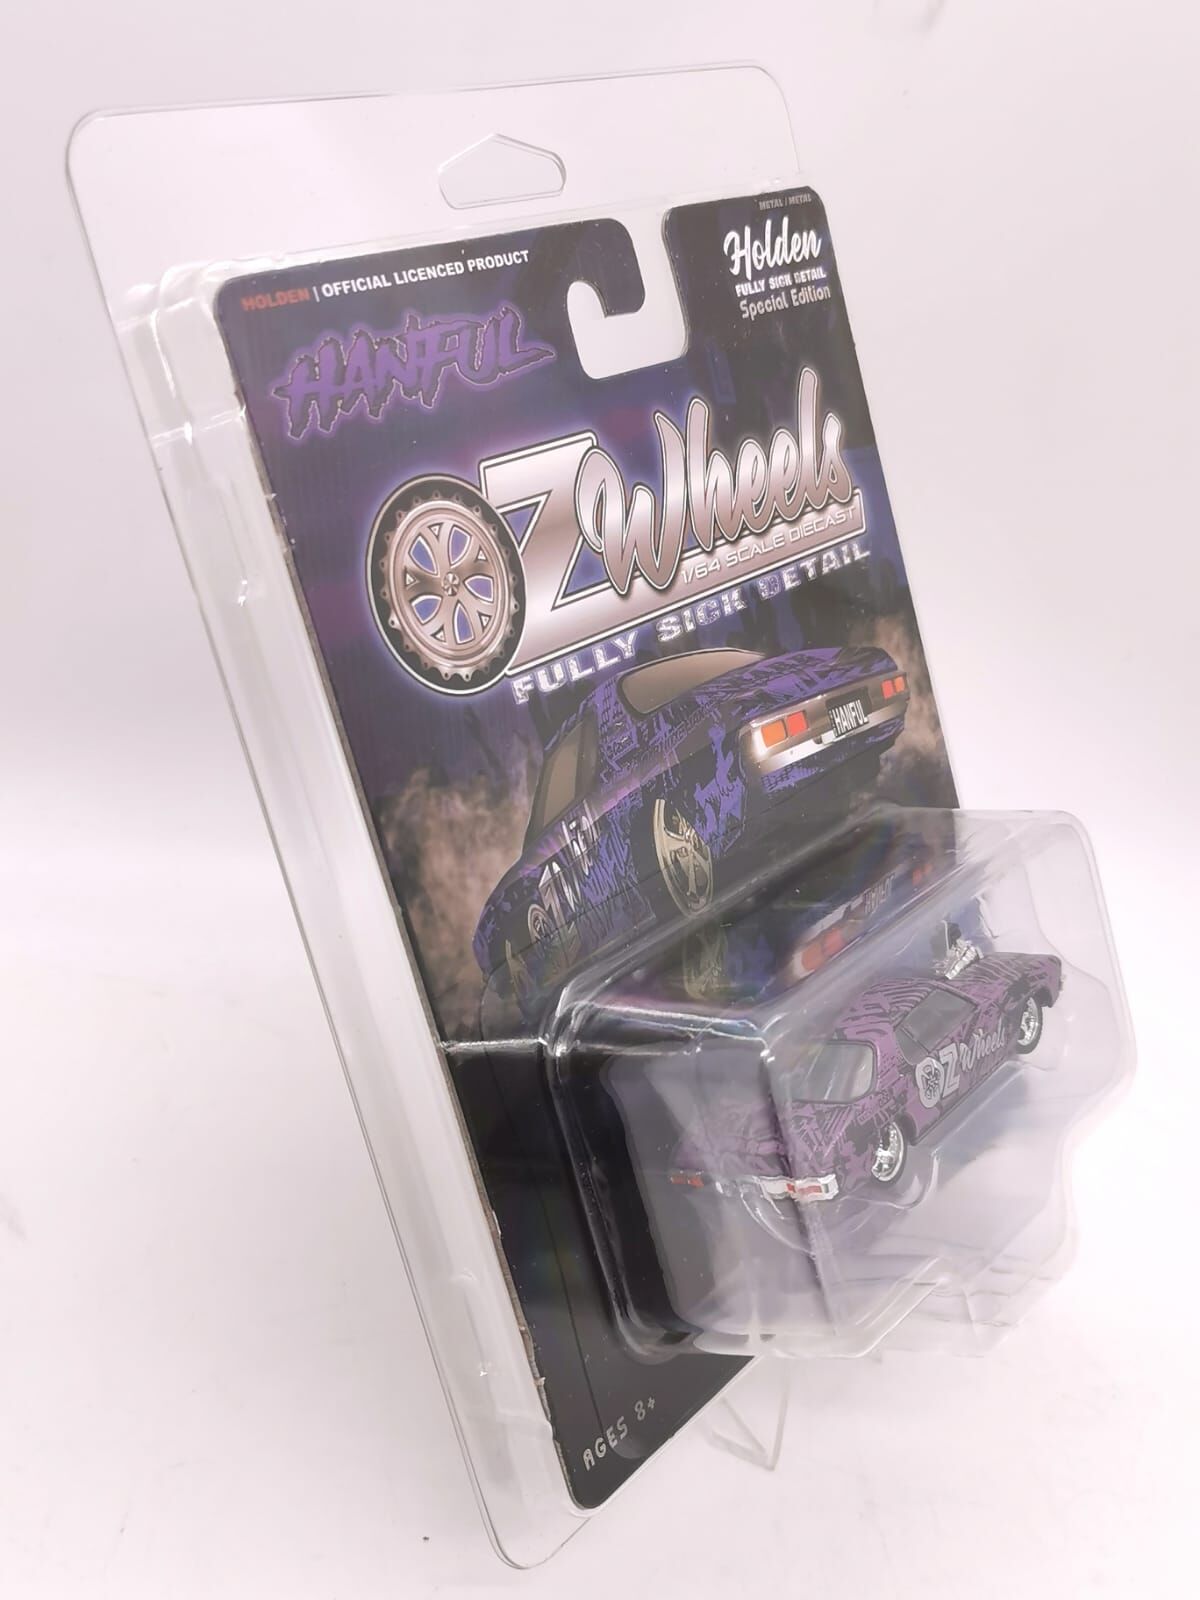 METAL / METAL
HOLDEN | OFFICIAL LICENCED PRODUCT
Holden
FULLY SICK DETAIL
Special Edition
HANFUL
OZ Wheels
1/64 SCALE DIECAST
FULLY SICK DETAIL
HANFUL
OZ Wheels
AGES 8+